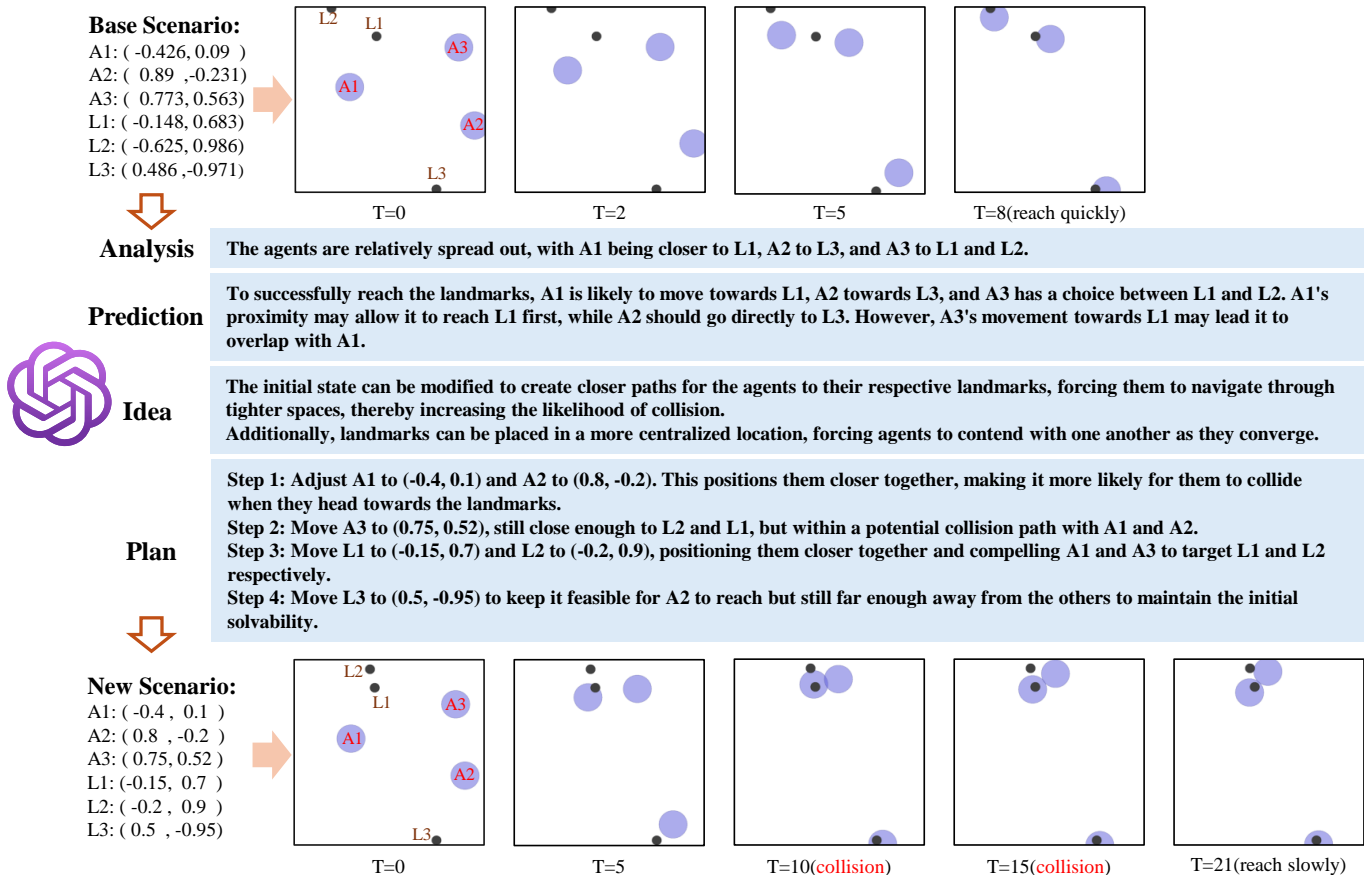 Base Scenario:
A1: ( -0.426, 0.09 )
A2: ( 0.89 ,-0.231)
A3: ( 0.773, 0.563)
L1: ( -0.148, 0.683)
L2: ( -0.625, 0.986)
L3: ( 0.486 ,-0.971)
L2
L1
A3
A1
A2
L3
T=0
T=2
T=5
T=8(reach quickly)
Analysis
The agents are relatively spread out, with A1 being closer to L1, A2 to L3, and A3 to L1 and L2.
Prediction
To successfully reach the landmarks, A1 is likely to move towards L1, A2 towards L3, and A3 has a choice between L1 and L2. A1's
proximity may allow it to reach L1 first, while A2 should go directly to L3. However, A3's movement towards L1 may lead it to
overlap with A1.
Idea
The initial state can be modified to create closer paths for the agents to their respective landmarks, forcing them to navigate through
tighter spaces, thereby increasing the likelihood of collision.
Additionally, landmarks can be placed in a more centralized location, forcing agents to contend with one another as they converge.
Plan
Step 1: Adjust A1 to (-0.4, 0.1) and A2 to (0.8, -0.2). This positions them closer together, making it more likely for them to collide
when they head towards the landmarks.
Step 2: Move A3 to (0.75, 0.52), still close enough to L2 and L1, but within a potential collision path with A1 and A2.
Step 3: Move L1 to (-0.15, 0.7) and L2 to (-0.2, 0.9), positioning them closer together and compelling A1 and A3 to target L1 and L2
respectively.
Step 4: Move L3 to (0.5, -0.95) to keep it feasible for A2 to reach but still far enough away from the others to maintain the initial
solvability.
New Scenario:
A1: ( -0.4 , 0.1 )
A2: ( 0.8 , -0.2 )
A3: ( 0.75, 0.52 )
L1: (-0.15, 0.7 )
L2: ( -0.2 , 0.9 )
L3: ( 0.5 , -0.95)
L2
L1
A3
A1
A2
L3
T=0
T=5
T=10(collision)
T=15(collision)
T=21(reach slowly)